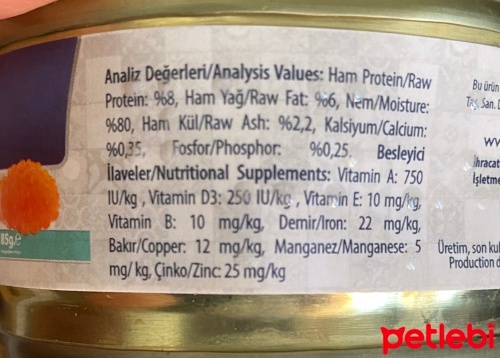 Analiz Değerleri/Analysis Values: Ham Protein/Raw
Protein: %8, Ham Yağ/Raw Fat: %6, Nem/Moisture:
%80, Ham Kül/Raw Ash: %2,2, Kalsiyum/Calcium:
%0,35, Fosfor/Phosphor: %0,25. Besleyici
İlaveler/Nutritional Supplements: Vitamin A: 750
IU/kg , Vitamin D3: 250 IU/kg , Vitamin E: 10 mg/kg,
Vitamin B: 10 mg/kg, Demir/Iron: 22 mg/kg,
Bakır/Copper: 12 mg/kg, Manganez/Manganese: 5
mg/ kg, Çinko/Zinc: 25 mg/kg
85g℮
Bu ürün
Taş. San. D
ww
İhracat
İşletme
Üretim, son kul
Production d
petlebi